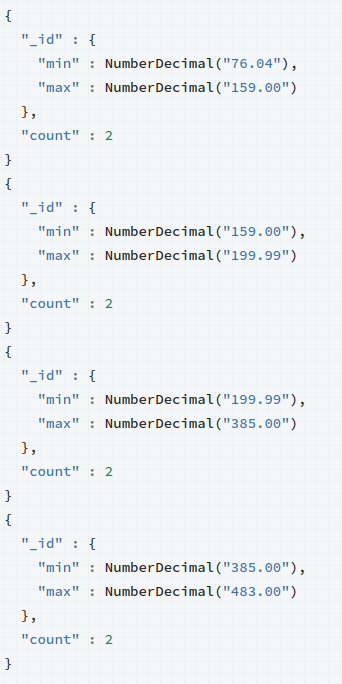 {
  "_id" : {
    "min" : NumberDecimal("76.04"),
    "max" : NumberDecimal("159.00")
  },
  "count" : 2
}
{
  "_id" : {
    "min" : NumberDecimal("159.00"),
    "max" : NumberDecimal("199.99")
  },
  "count" : 2
}
{
  "_id" : {
    "min" : NumberDecimal("199.99"),
    "max" : NumberDecimal("385.00")
  },
  "count" : 2
}
{
  "_id" : {
    "min" : NumberDecimal("385.00"),
    "max" : NumberDecimal("483.00")
  },
  "count" : 2
}